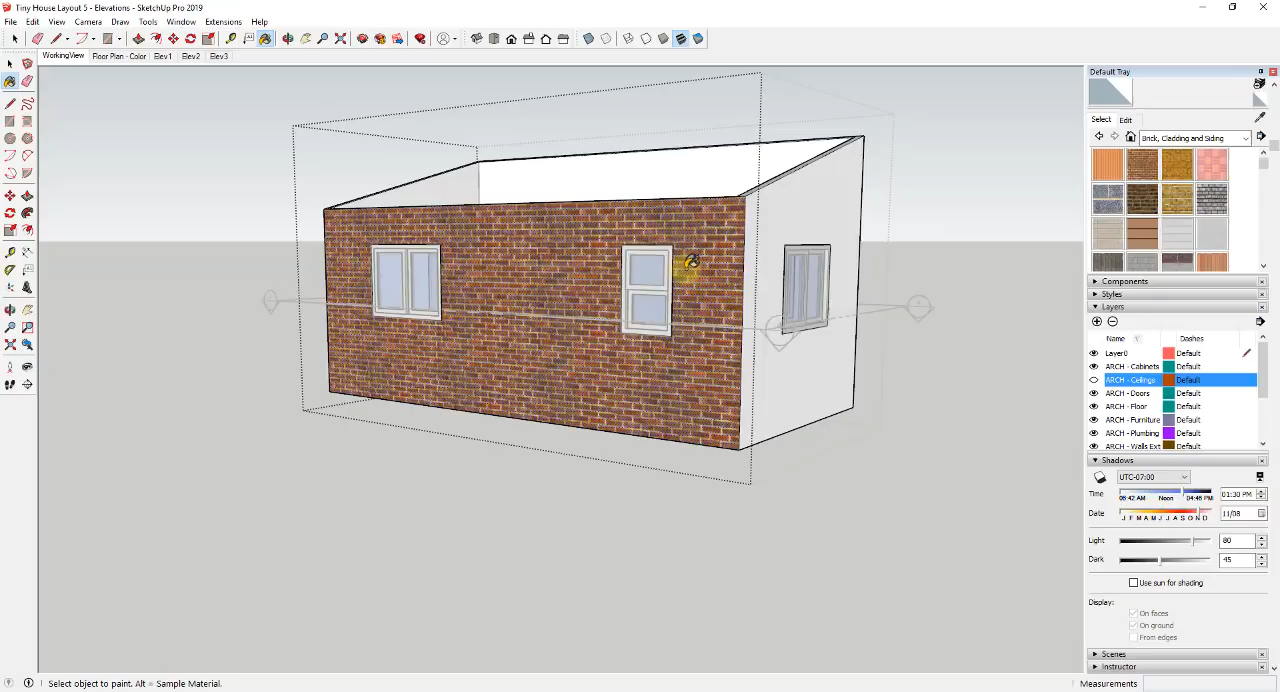 Tiny House Layout 5 - Elevations - SketchUp Pro 2019
File Edit View Camera Draw Tools Window Extensions Help
WorkingView Floor Plan - Color Elev1 Elev2 Elev3
Default Tray
Select Edit
Brick, Cladding and Siding
Components
Styles
Layers
Name Dashes
Layer0 Default
ARCH - Cabinets Default
ARCH - Ceilings Default
ARCH - Doors Default
ARCH - Floor Default
ARCH - Furniture Default
ARCH - Plumbing Default
ARCH - Walls Ext Default
Shadows
UTC-07:00
Time 06:42 AM Noon 04:46 PM 01:30 PM
Date J F M A M J J A S O N D 11/08
Light 80
Dark 45
Use sun for shading
Display:
On faces
On ground
From edges
Scenes
Instructor
Select object to paint. Alt = Sample Material.
Measurements